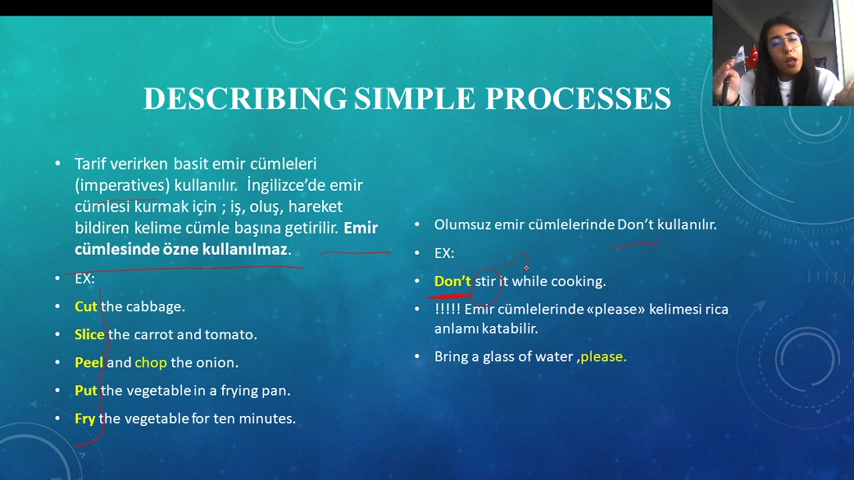 DESCRIBING SIMPLE PROCESSES
• Tarif verirken basit emir cümleleri
(imperatives) kullanılır. İngilizce’de emir
cümlesi kurmak için ; iş, oluş, hareket
bildiren kelime cümle başına getirilir. Emir
cümlesinde özne kullanılmaz.
• EX:
• Cut the cabbage.
• Slice the carrot and tomato.
• Peel and chop the onion.
• Put the vegetable in a frying pan.
• Fry the vegetable for ten minutes.
• Olumsuz emir cümlelerinde Don’t kullanılır.
• EX:
• Don’t stir it while cooking.
• !!!!! Emir cümlelerinde «please» kelimesi rica
anlamı katabilir.
• Bring a glass of water ,please.